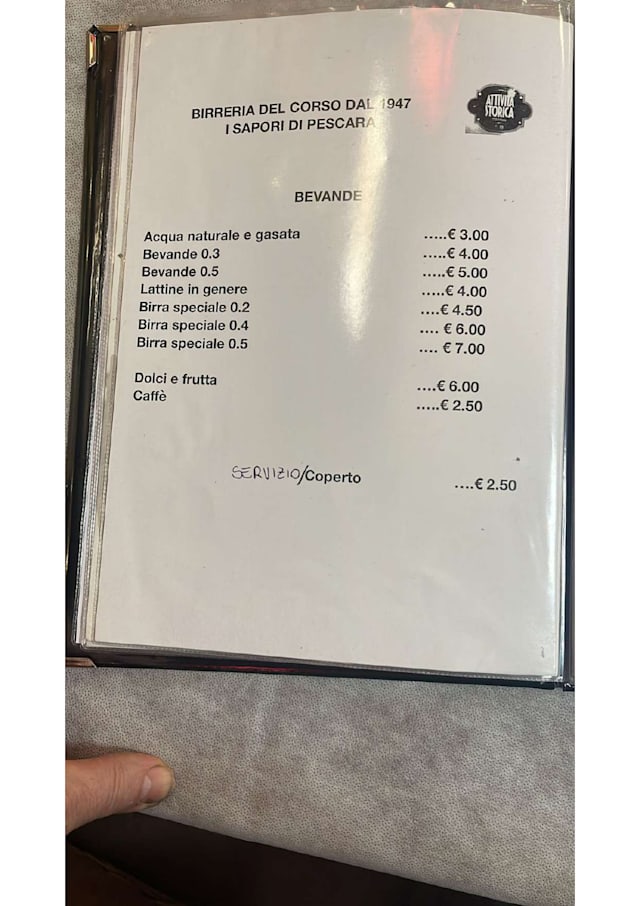 BIRRERIA DEL CORSO DAL 1947
I SAPORI DI PESCARA
ATTIVITÀ
STORICA
BEVANDE
Acqua naturale e gasata .....€ 3.00
Bevande 0.3 .....€ 4.00
Bevande 0.5 .....€ 5.00
Lattine in genere .....€ 4.00
Birra speciale 0.2 ....€ 4.50
Birra speciale 0.4 .... € 6.00
Birra speciale 0.5 .... € 7.00
Dolci e frutta ....€ 6.00
Caffè .....€ 2.50
SERVIZIO/Coperto ....€ 2.50